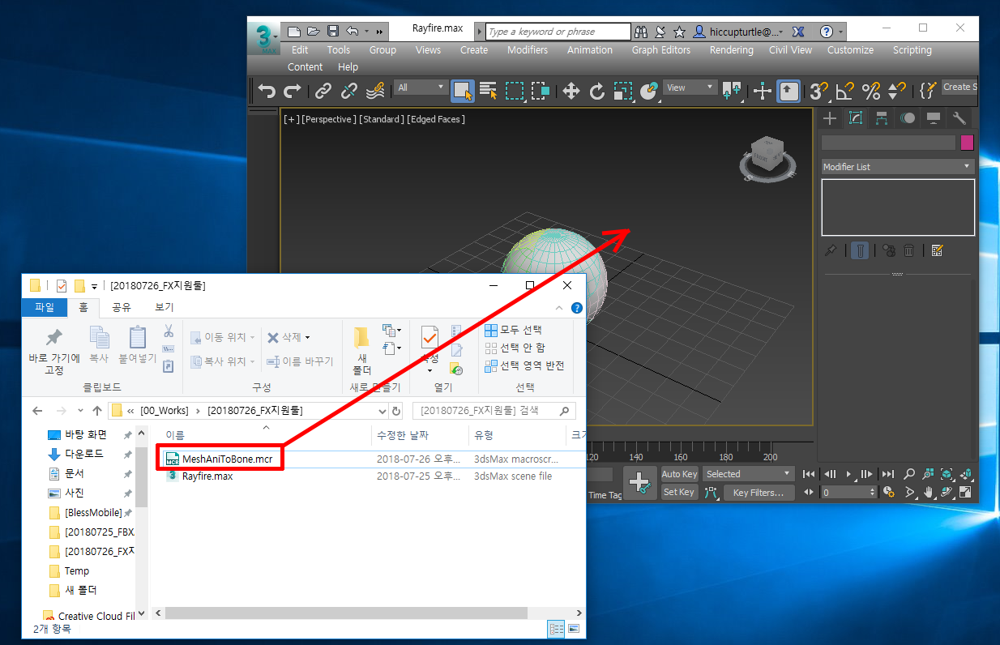 3
MAX
Rayfire.max
Type a keyword or phrase
hiccupturtle@...
Edit Tools Group Views Create Modifiers Animation Graph Editors Rendering Civil View Customize Scripting
Content Help
All
View
Create S
[+] [Perspective ] [Standard ] [Edged Faces ]
FRONT
S
E
Modifier List
120 140 160 180 200
Auto Key
Selected
Time Tag
Set Key
Key Filters...
0
[20180726_FX지원툴]
파일 홈 공유 보기
바로 가기에
고정
복사
붙여넣기
이동 위치
복사 위치
삭제
이름 바꾸기
새
폴더
속성
모두 선택
선택 안 함
선택 영역 반전
클립보드 구성 새로 만들기 열기 선택
« [00_Works] > [20180726_FX지원툴]
[20180726_FX지원툴] 검색
이름 수정한 날짜 유형 크기
바탕 화면
다운로드
문서
사진
[BlessMobile]
[20180725_FBX
[20180726_FX지
Temp
새 폴더
Creative Cloud Fil
MCR MeshAniToBone.mcr 2018-07-26 오후... 3dsMax macroscr...
Rayfire.max 2018-07-25 오후... 3dsMax scene file
2개 항목